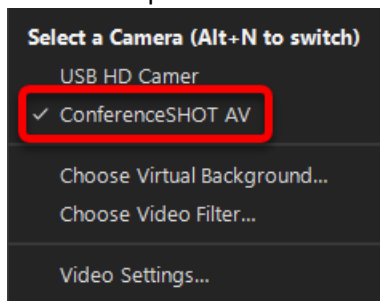 Select a Camera (Alt+N to switch)
USB HD Camer
✓ ConferenceSHOT AV
Choose Virtual Background...
Choose Video Filter...
Video Settings...